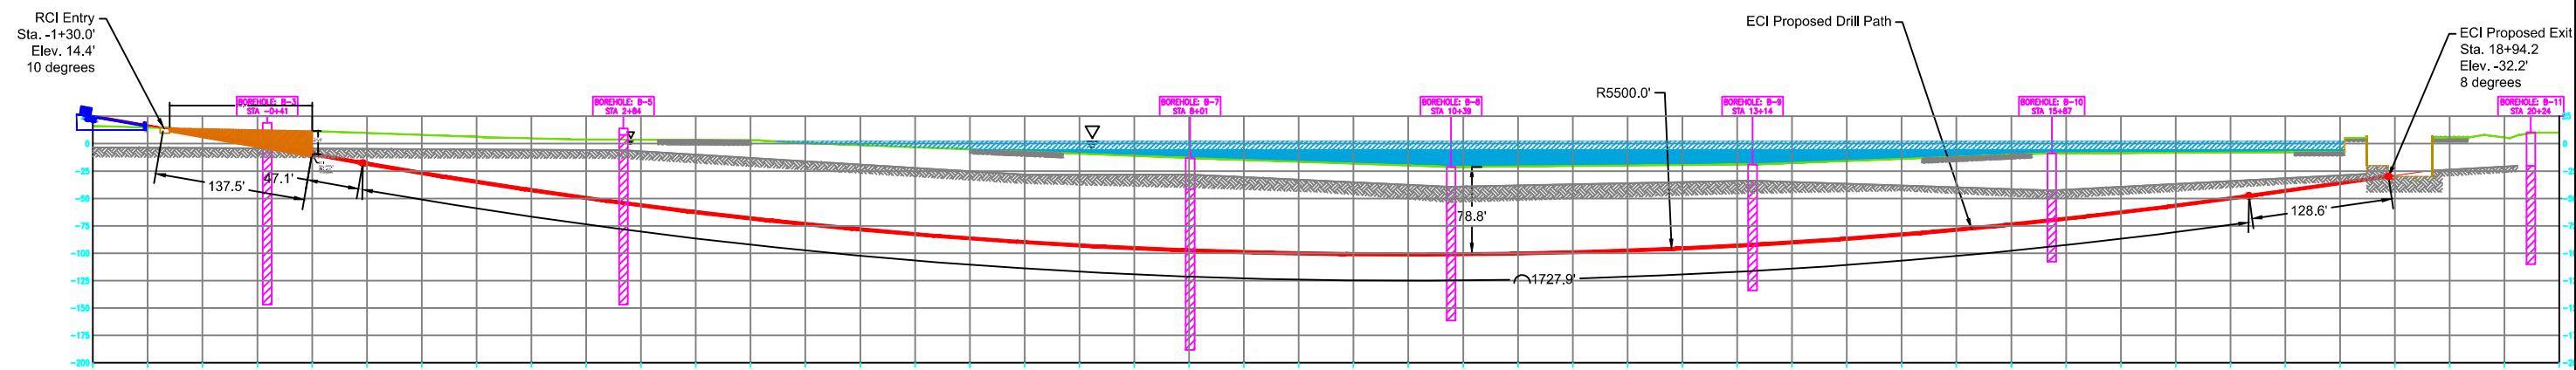 RCI Entry
Sta. -1+30.0'
Elev. 14.4'
10 degrees
ECI Proposed Drill Path
ECI Proposed Exit
Sta. 18+94.2
Elev. -32.2'
8 degrees
R5500.0'
BOREHOLE: B-3
STA -0+41
BOREHOLE: B-5
STA 2+84
BOREHOLE: B-7
STA 8+01
BOREHOLE: B-8
STA 10+39
BOREHOLE: B-9
STA 13+14
BOREHOLE: B-10
STA 15+87
BOREHOLE: B-11
STA 20+24
137.5'
47.1'
78.8'
1727.9'
128.6'
0
-25
-50
-75
-100
-125
-150
-175
-200
25
0